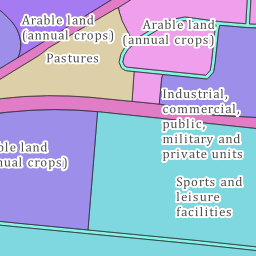 Arable land
(annual crops)
Arable land
(annual crops)
Pastures
Industrial,
commercial,
public,
military and
private units
ble land
nual crops)
Sports and
leisure
facilities